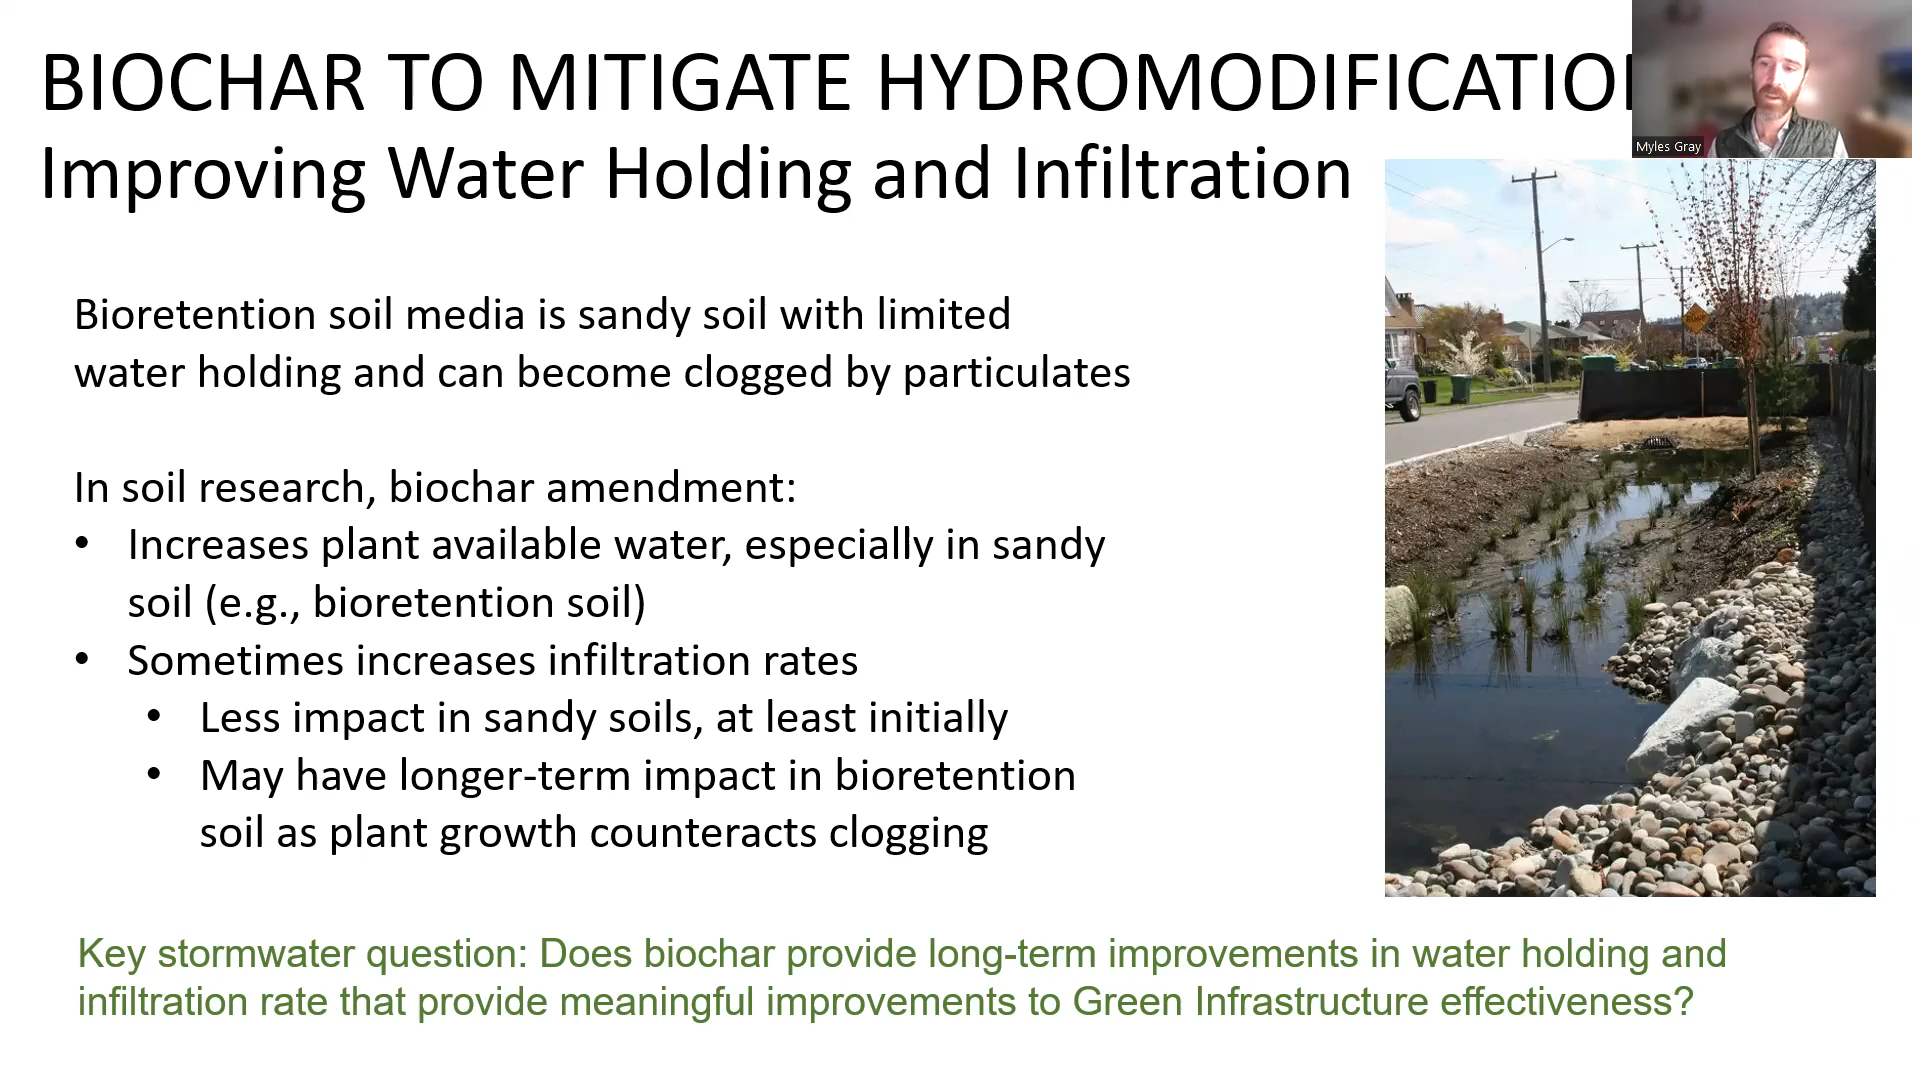 BIOCHAR TO MITIGATE HYDROMODIFICATIO
Myles Gray
Improving Water Holding and Infiltration
Bioretention soil media is sandy soil with limited
water holding and can become clogged by particulates
In soil research, biochar amendment:
• Increases plant available water, especially in sandy
soil (e.g., bioretention soil)
• Sometimes increases infiltration rates
• Less impact in sandy soils, at least initially
• May have longer-term impact in bioretention
soil as plant growth counteracts clogging
Key stormwater question: Does biochar provide long-term improvements in water holding and
infiltration rate that provide meaningful improvements to Green Infrastructure effectiveness?